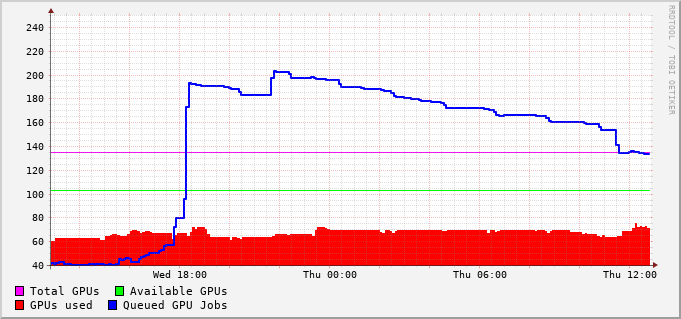 RRDTOOL / TOBI OETIKER
240
220
200
180
160
140
120
100
80
60
40
Wed 18:00 Thu 00:00 Thu 06:00 Thu 12:00
Total GPUs Available GPUs
GPUs used Queued GPU Jobs